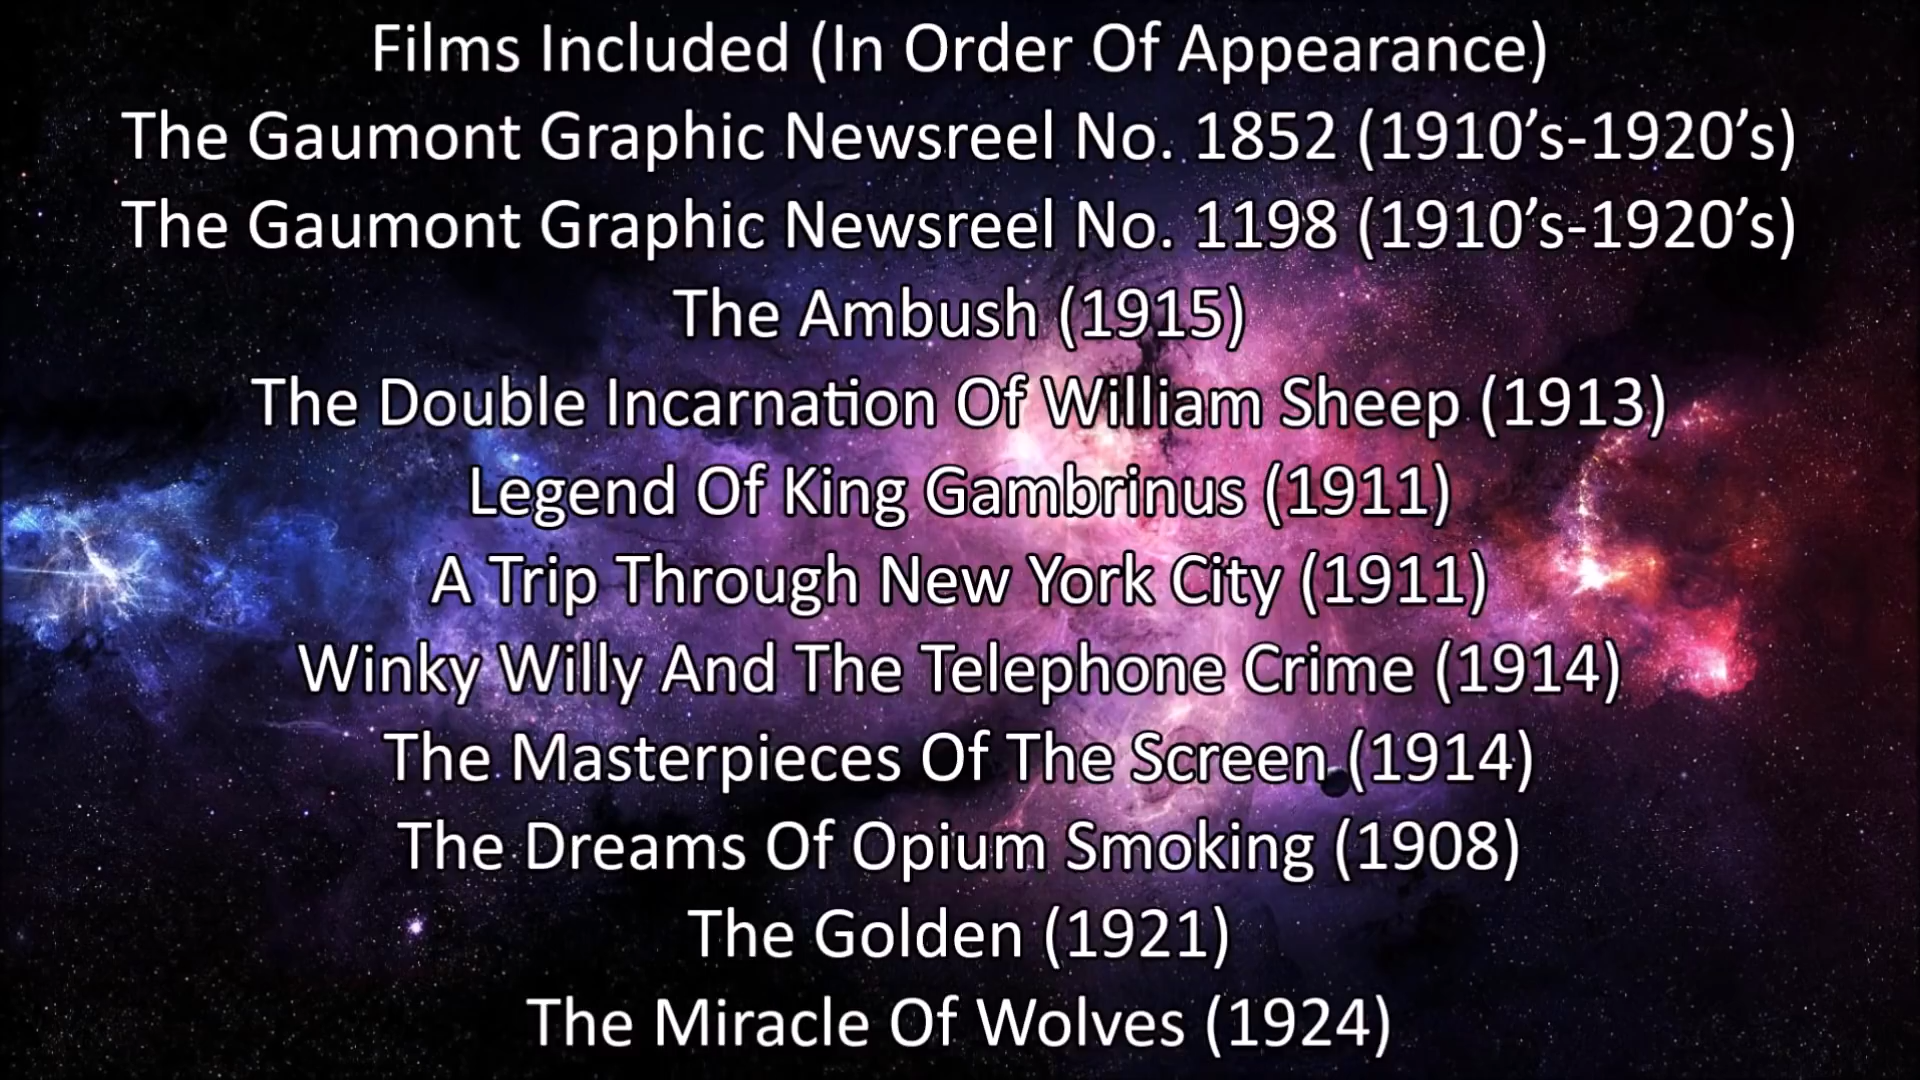 Films Included (In Order Of Appearance)
The Gaumont Graphic Newsreel No. 1852 (1910’s-1920’s)
The Gaumont Graphic Newsreel No. 1198 (1910’s-1920’s)
The Ambush (1915)
The Double Incarnation Of William Sheep (1913)
Legend Of King Gambrinus (1911)
A Trip Through New York City (1911)
Winky Willy And The Telephone Crime (1914)
The Masterpieces Of The Screen (1914)
The Dreams Of Opium Smoking (1908)
The Golden (1921)
The Miracle Of Wolves (1924)